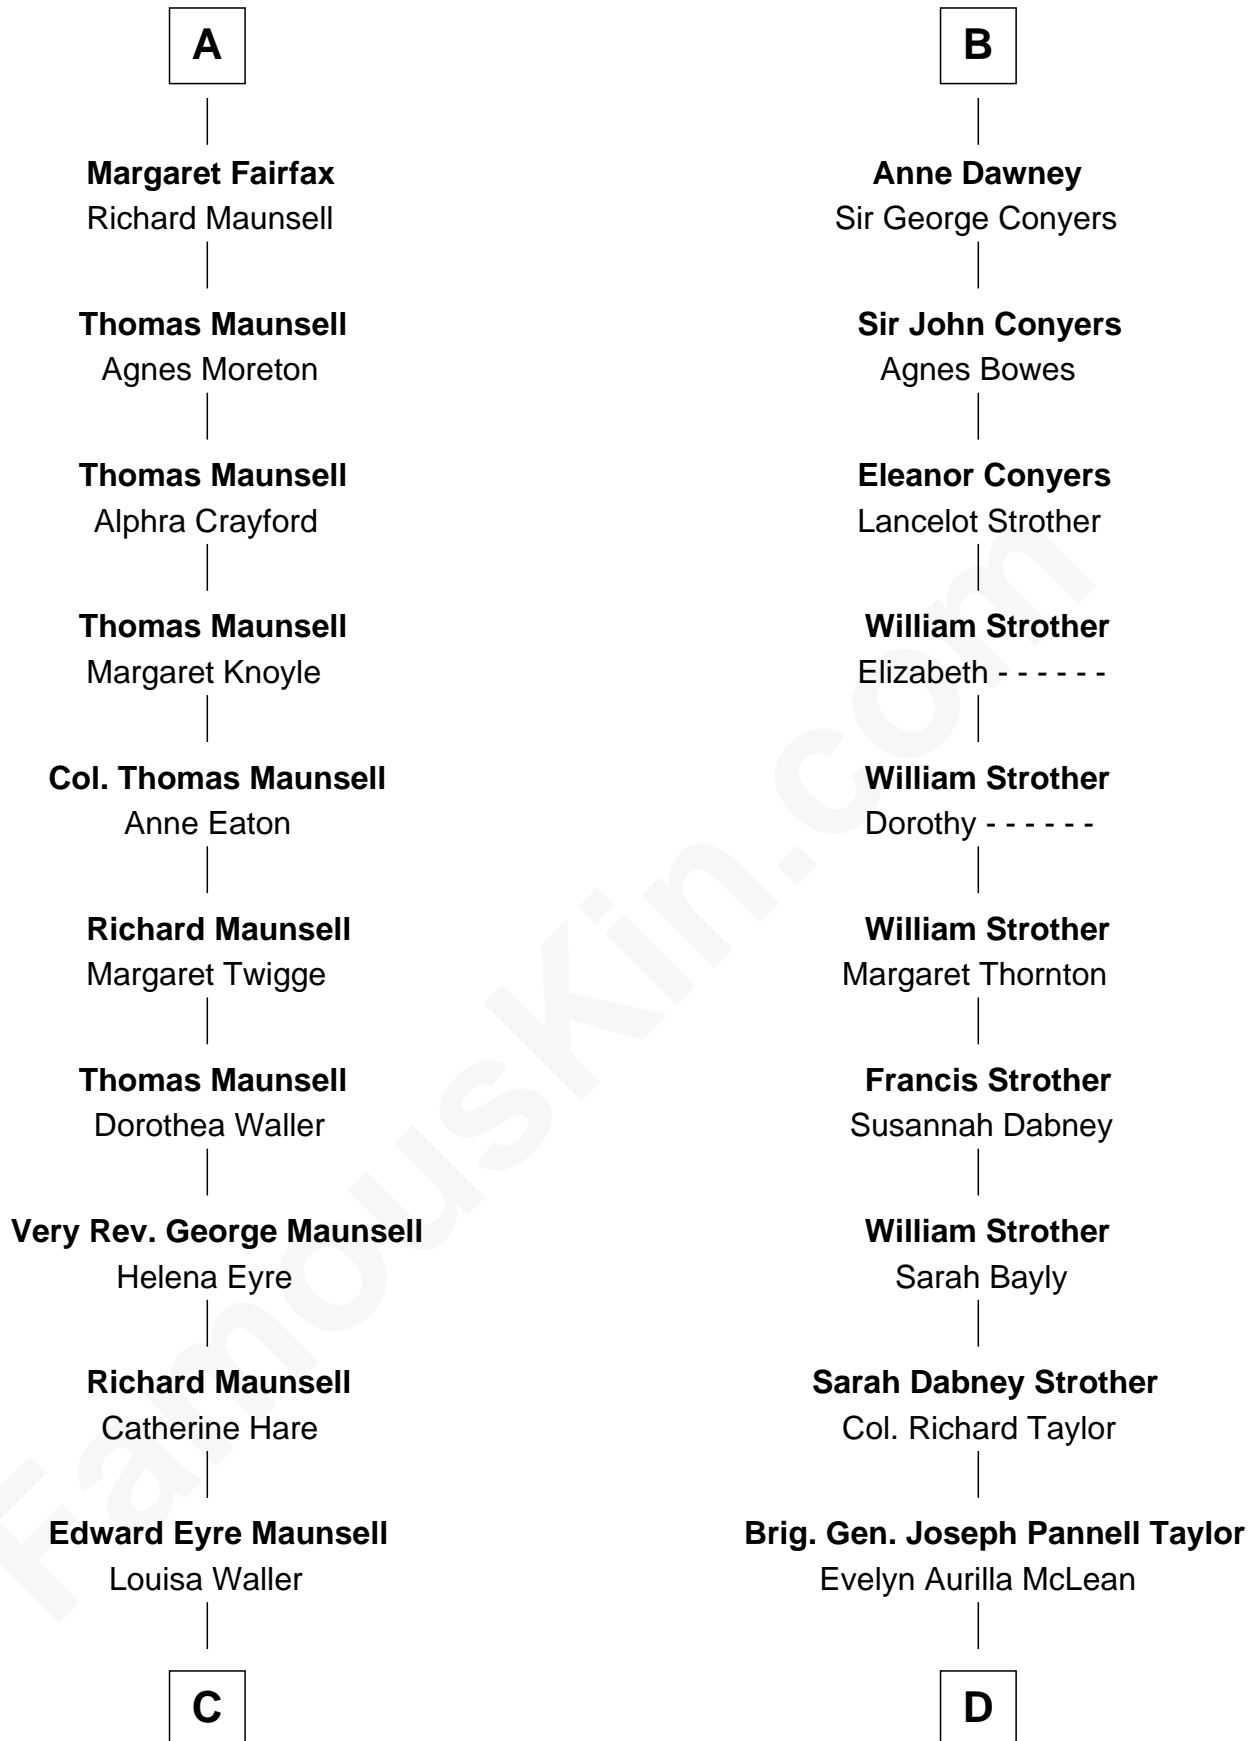 A
Margaret Fairfax
Richard Maunsell
Thomas Maunsell
Agnes Moreton
Thomas Maunsell
Alphra Crayford
Thomas Maunsell
Margaret Knoyle
Col. Thomas Maunsell
Anne Eaton
Richard Maunsell
Margaret Twigge
Thomas Maunsell
Dorothea Waller
Very Rev. George Maunsell
Helena Eyre
Richard Maunsell
Catherine Hare
Edward Eyre Maunsell
Louisa Waller
C
B
Anne Dawney
Sir George Conyers
Sir John Conyers
Agnes Bowes
Eleanor Conyers
Lancelot Strother
William Strother
Elizabeth - - - - - -
William Strother
Dorothy - - - - - -
William Strother
Margaret Thornton
Francis Strother
Susannah Dabney
William Strother
Sarah Bayly
Sarah Dabney Strother
Col. Richard Taylor
Brig. Gen. Joseph Pannell Taylor
Evelyn Aurilla McLean
D
FamousKin.com